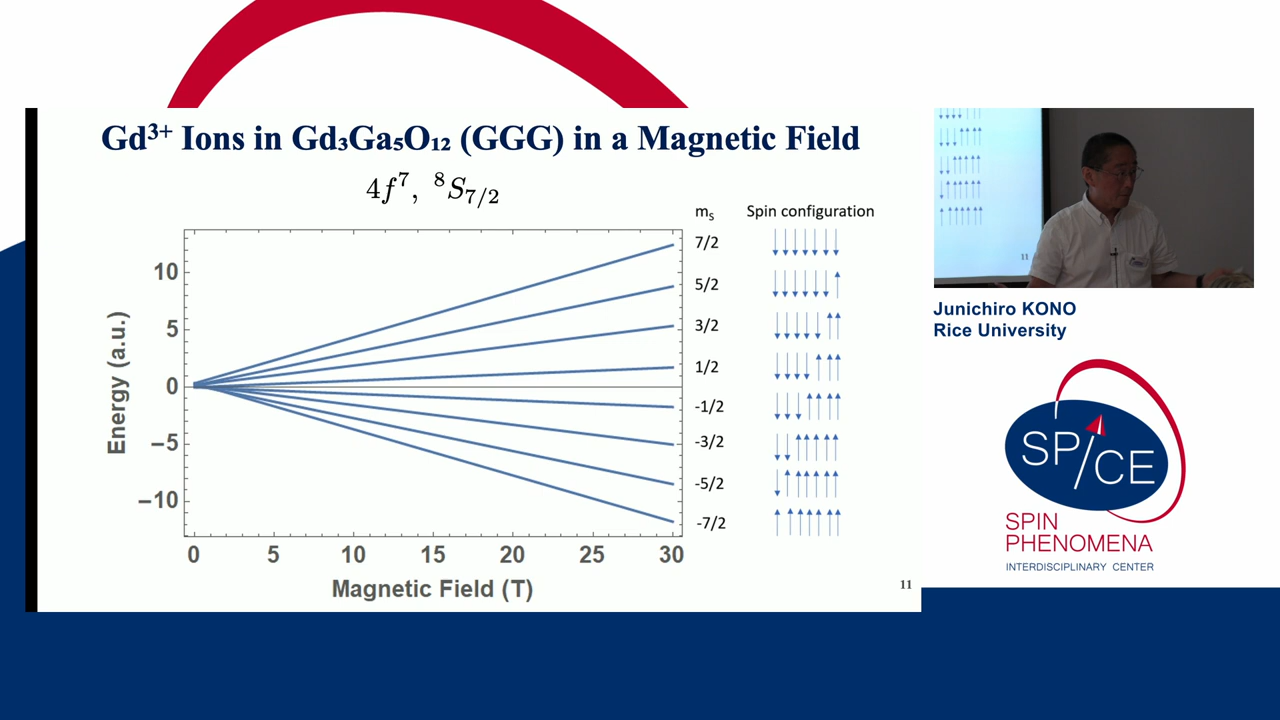 Gd³⁺ Ions in Gd₃Ga₅O₁₂ (GGG) in a Magnetic Field
4f⁷, ⁸S₇/₂
mₛ Spin configuration
7/2
5/2
3/2
1/2
-1/2
-3/2
-5/2
-7/2
10
5
0
−5
−10
Energy (a.u.)
0 5 10 15 20 25 30
Magnetic Field (T)
11
11
Junichiro KONO
Rice University
SP/CE
SPIN
PHENOMENA
INTERDISCIPLINARY CENTER